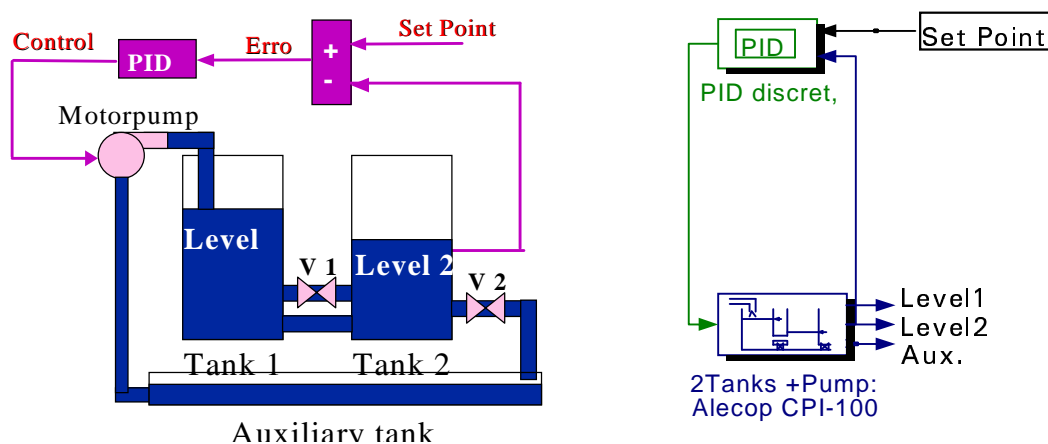 Control
Erro
Set Point
PID
+
-
Motorpump
Level
Level 2
V 1
V 2
Tank 1
Tank 2
Auxiliary tank
PID
Set Point
PID discret,
Level1
Level2
Aux.
2Tanks +Pump:
Alecop CPI-100